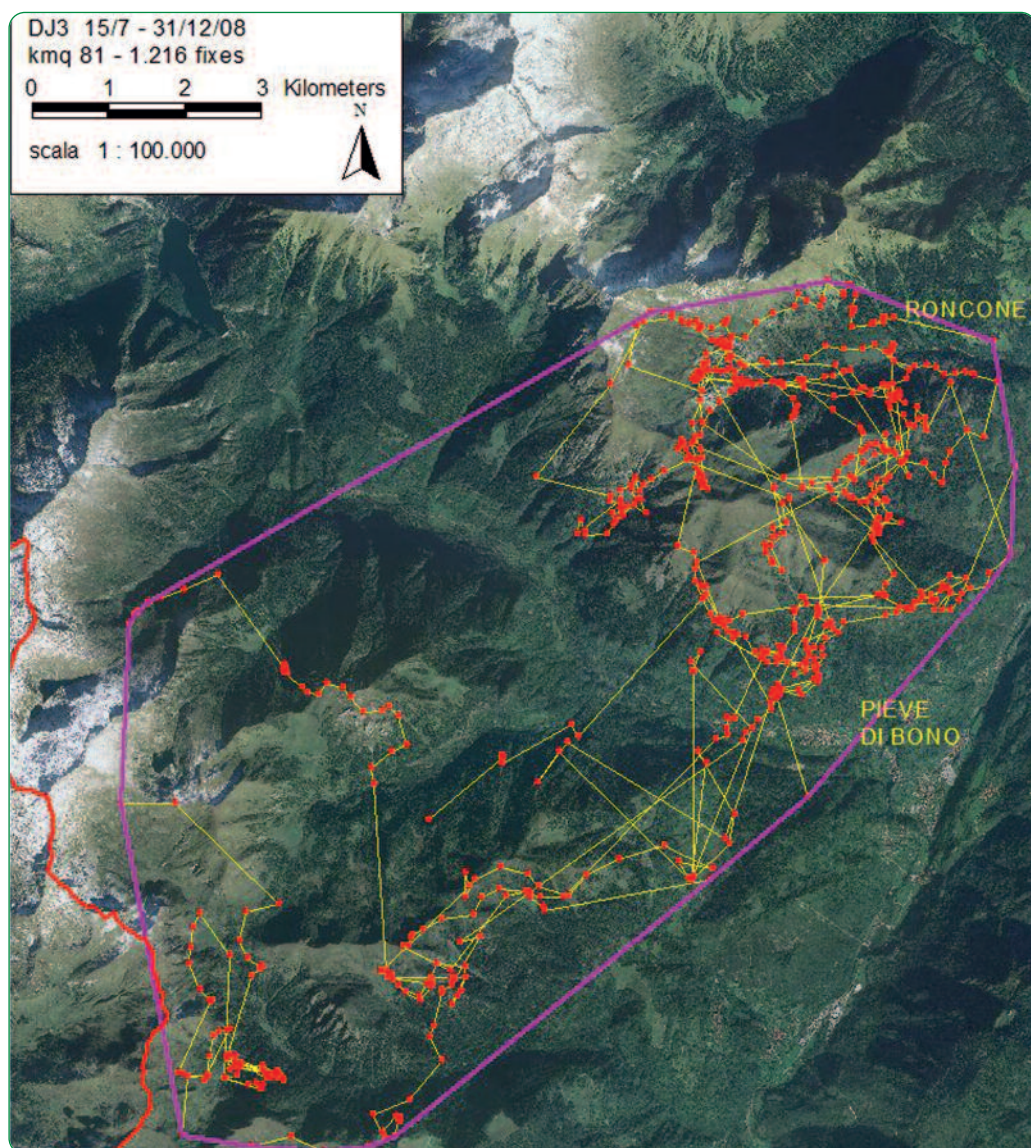 DJ3 15/7 - 31/12/08
kmq 81 - 1.216 fixes
0 1 2 3 Kilometers
N
scala 1 : 100.000
RONCONE
PIEVE
DI BONO